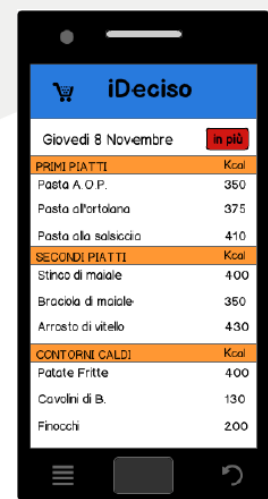 iDeciso
Giovedi 8 Novembre in più
PRIMI PIATTI Kcal
Pasta A.O.P. 350
Pasta all'ortolana 375
Pasta alla salsiccia 410
SECONDI PIATTI Kcal
Stinco di maiale 400
Braciola di maiale 350
Arrosto di vitello 430
CONTORNI CALDI Kcal
Patate Fritte 400
Cavolini di B. 130
Finocchi 200